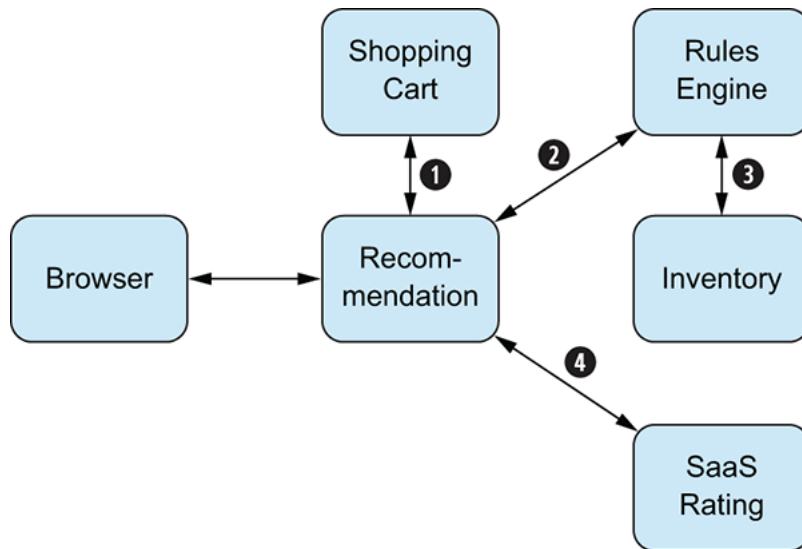 Shopping
Cart
Rules
Engine
1
2
3
Browser
Recom-
mendation
Inventory
4
SaaS
Rating